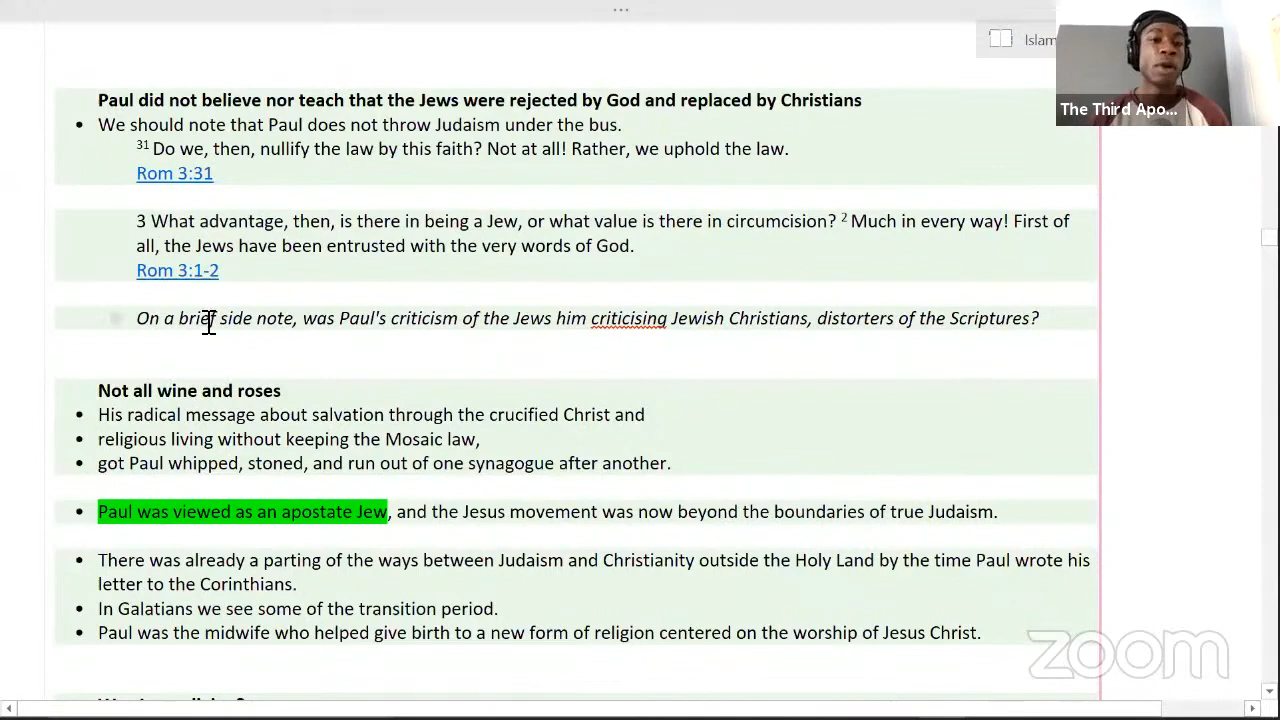 Islam
The Third Apo...
Paul did not believe nor teach that the Jews were rejected by God and replaced by Christians
• We should note that Paul does not throw Judaism under the bus.
31 Do we, then, nullify the law by this faith? Not at all! Rather, we uphold the law.
Rom 3:31
3 What advantage, then, is there in being a Jew, or what value is there in circumcision? 2 Much in every way! First of
all, the Jews have been entrusted with the very words of God.
Rom 3:1-2
On a brief side note, was Paul's criticism of the Jews him criticising Jewish Christians, distorters of the Scriptures?
Not all wine and roses
• His radical message about salvation through the crucified Christ and
• religious living without keeping the Mosaic law,
• got Paul whipped, stoned, and run out of one synagogue after another.
• Paul was viewed as an apostate Jew, and the Jesus movement was now beyond the boundaries of true Judaism.
• There was already a parting of the ways between Judaism and Christianity outside the Holy Land by the time Paul wrote his
letter to the Corinthians.
• In Galatians we see some of the transition period.
• Paul was the midwife who helped give birth to a new form of religion centered on the worship of Jesus Christ.
zoom